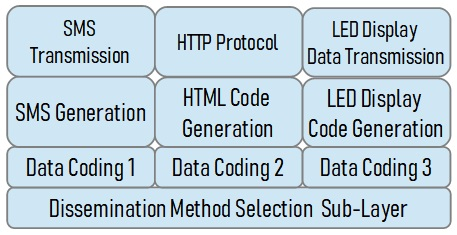 SMS
Transmission
HTTP Protocol
LED Display
Data Transmission
SMS Generation
HTML Code
Generation
LED Display
Code Generation
Data Coding 1
Data Coding 2
Data Coding 3
Dissemination Method Selection Sub-Layer